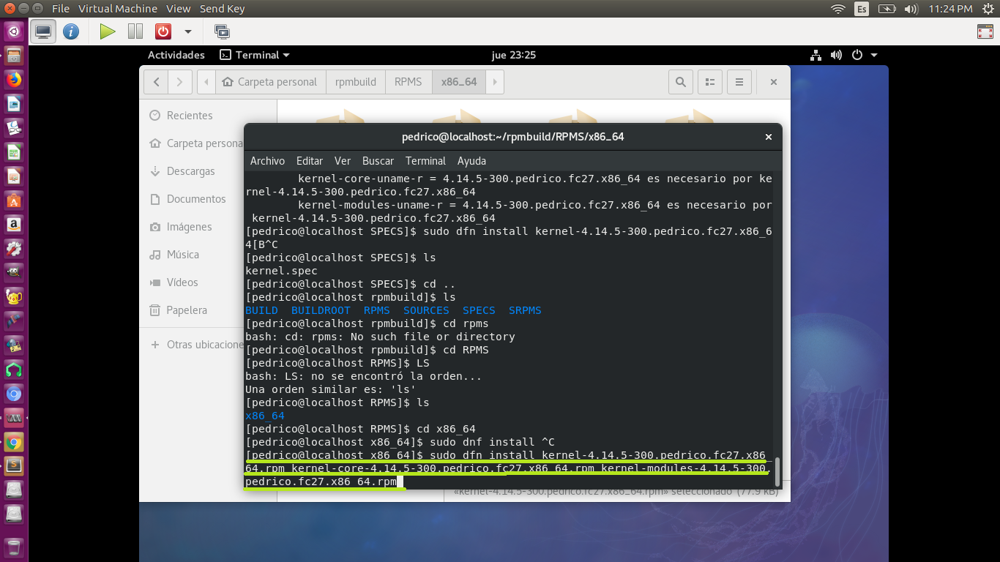 File Virtual Machine View Send Key
Es
11:24 PM
Actividades
Terminal
jue 23:25
Carpeta personal
rpmbuild
RPMS
x86_64
Recientes
Carpeta persona
Descargas
Documentos
Imágenes
Música
Vídeos
Papelera
Otras ubicacione
pedrico@localhost:~/rpmbuild/RPMS/x86_64
Archivo Editar Ver Buscar Terminal Ayuda
kernel-core-uname-r = 4.14.5-300.pedrico.fc27.x86_64 es necesario por ke
rnel-4.14.5-300.pedrico.fc27.x86_64
kernel-modules-uname-r = 4.14.5-300.pedrico.fc27.x86_64 es necesario por
kernel-4.14.5-300.pedrico.fc27.x86_64
[pedrico@localhost SPECS]$ sudo dfn install kernel-4.14.5-300.pedrico.fc27.x86_6
4[B^C
[pedrico@localhost SPECS]$ ls
kernel.spec
[pedrico@localhost SPECS]$ cd ..
[pedrico@localhost rpmbuild]$ ls
BUILD BUILDROOT RPMS SOURCES SPECS SRPMS
[pedrico@localhost rpmbuild]$ cd rpms
bash: cd: rpms: No such file or directory
[pedrico@localhost rpmbuild]$ cd RPMS
[pedrico@localhost RPMS]$ LS
bash: LS: no se encontró la orden...
Una orden similar es: 'ls'
[pedrico@localhost RPMS]$ ls
x86_64
[pedrico@localhost RPMS]$ cd x86_64
[pedrico@localhost x86_64]$ sudo dnf install ^C
[pedrico@localhost x86_64]$ sudo dfn install kernel-4.14.5-300.pedrico.fc27.x86_
64.rpm kernel-core-4.14.5-300.pedrico.fc27.x86_64.rpm kernel-modules-4.14.5-300.
pedrico.fc27.x86_64.rpm
«kernel-4.14.5-300.pedrico.fc27.x86_64.rpm» seleccionado (77.9 kB)